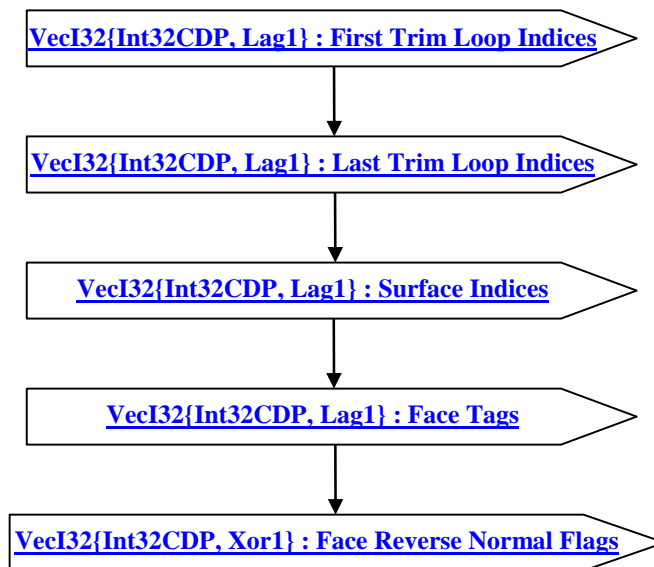 VecI32{Int32CDP, Lag1} : First Trim Loop Indices
VecI32{Int32CDP, Lag1} : Last Trim Loop Indices
VecI32{Int32CDP, Lag1} : Surface Indices
VecI32{Int32CDP, Lag1} : Face Tags
VecI32{Int32CDP, Xor1} : Face Reverse Normal Flags